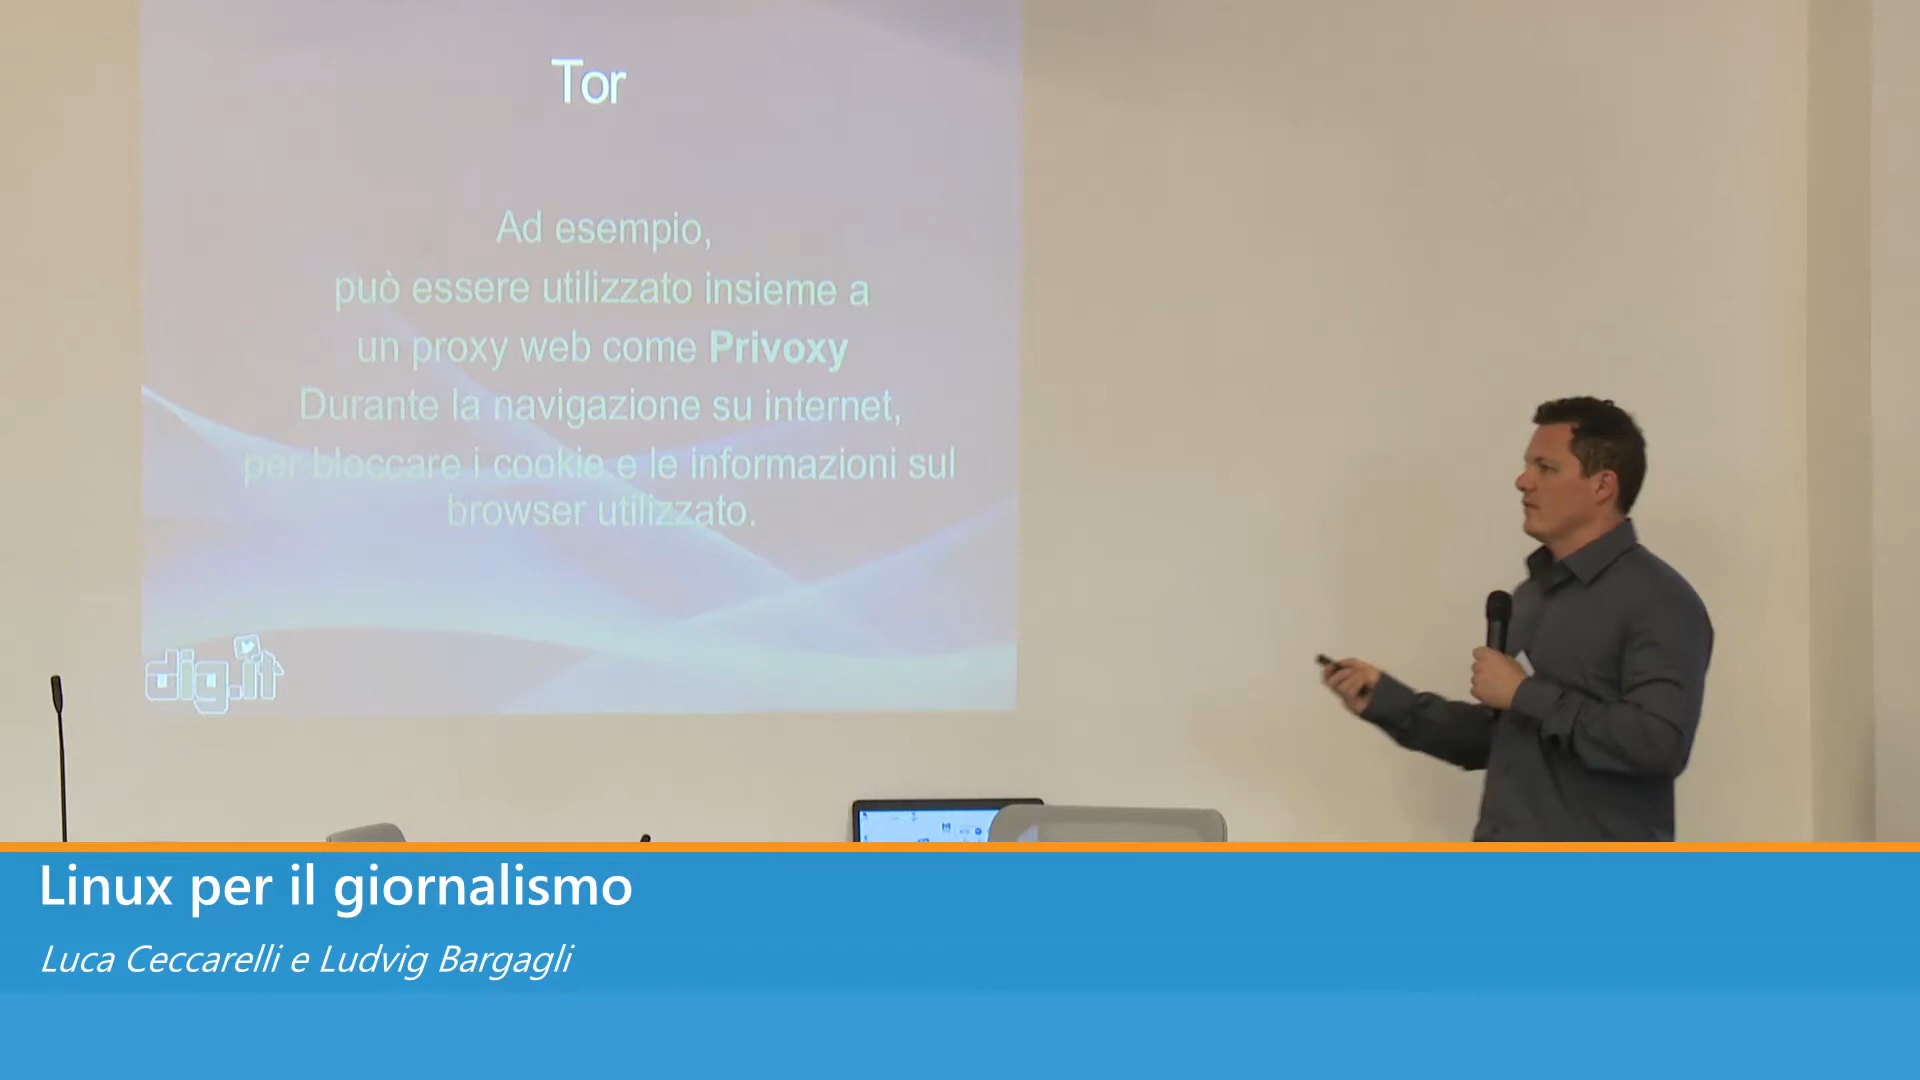 Tor
Ad esempio,
può essere utilizzato insieme a
un proxy web come Privoxy
Durante la navigazione su internet,
per bloccare i cookie e le informazioni sul
browser utilizzato.
dig.it
Linux per il giornalismo
Luca Ceccarelli e Ludvig Bargagli